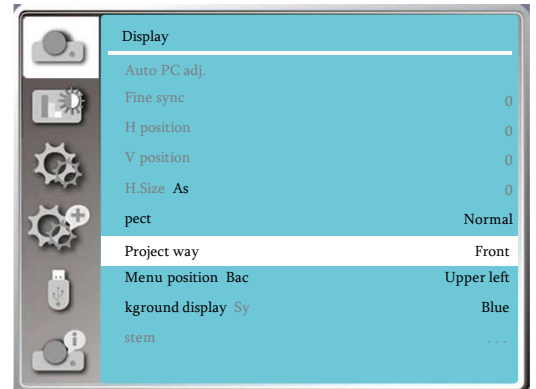 Display
Auto PC adj.
Fine sync 0
H position 0
V position 0
H.Size As 0
pect Normal
Project way Front
Menu position Bac Upper left
kground display Sy Blue
stem ...